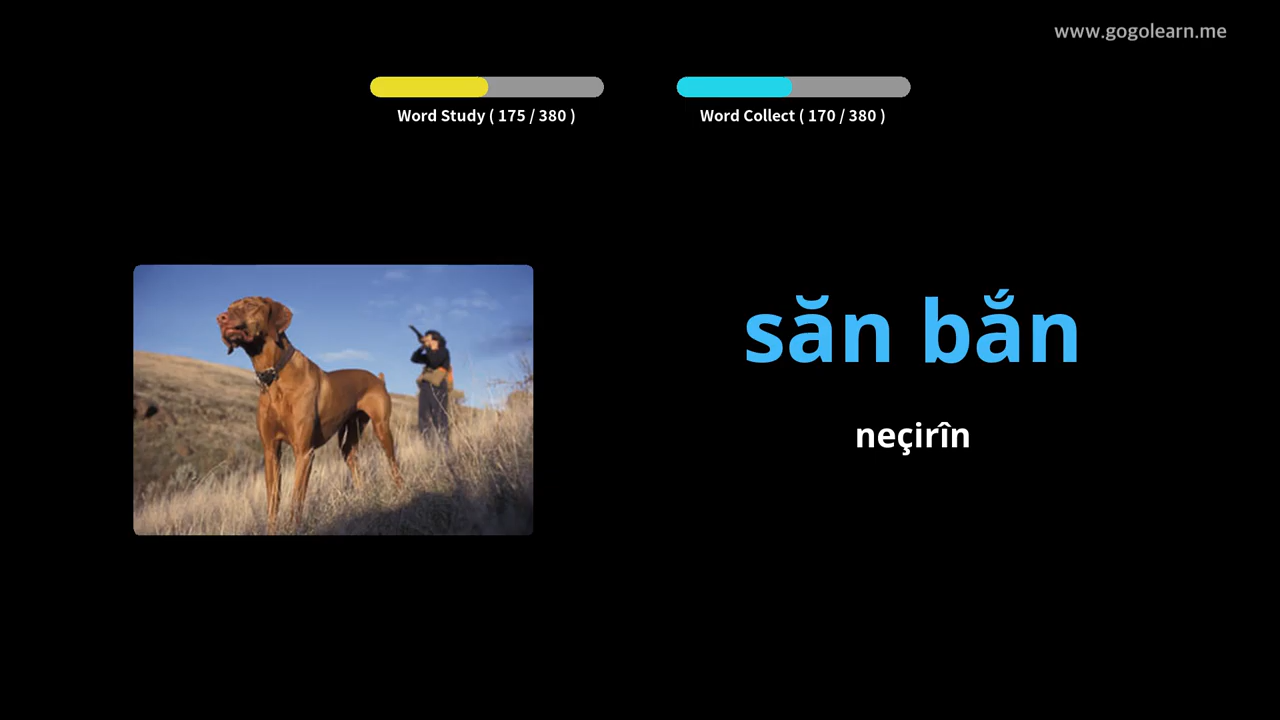 www.gogolearn.me
Word Study ( 175 / 380 )
Word Collect ( 170 / 380 )
săn bắn
neçirîn